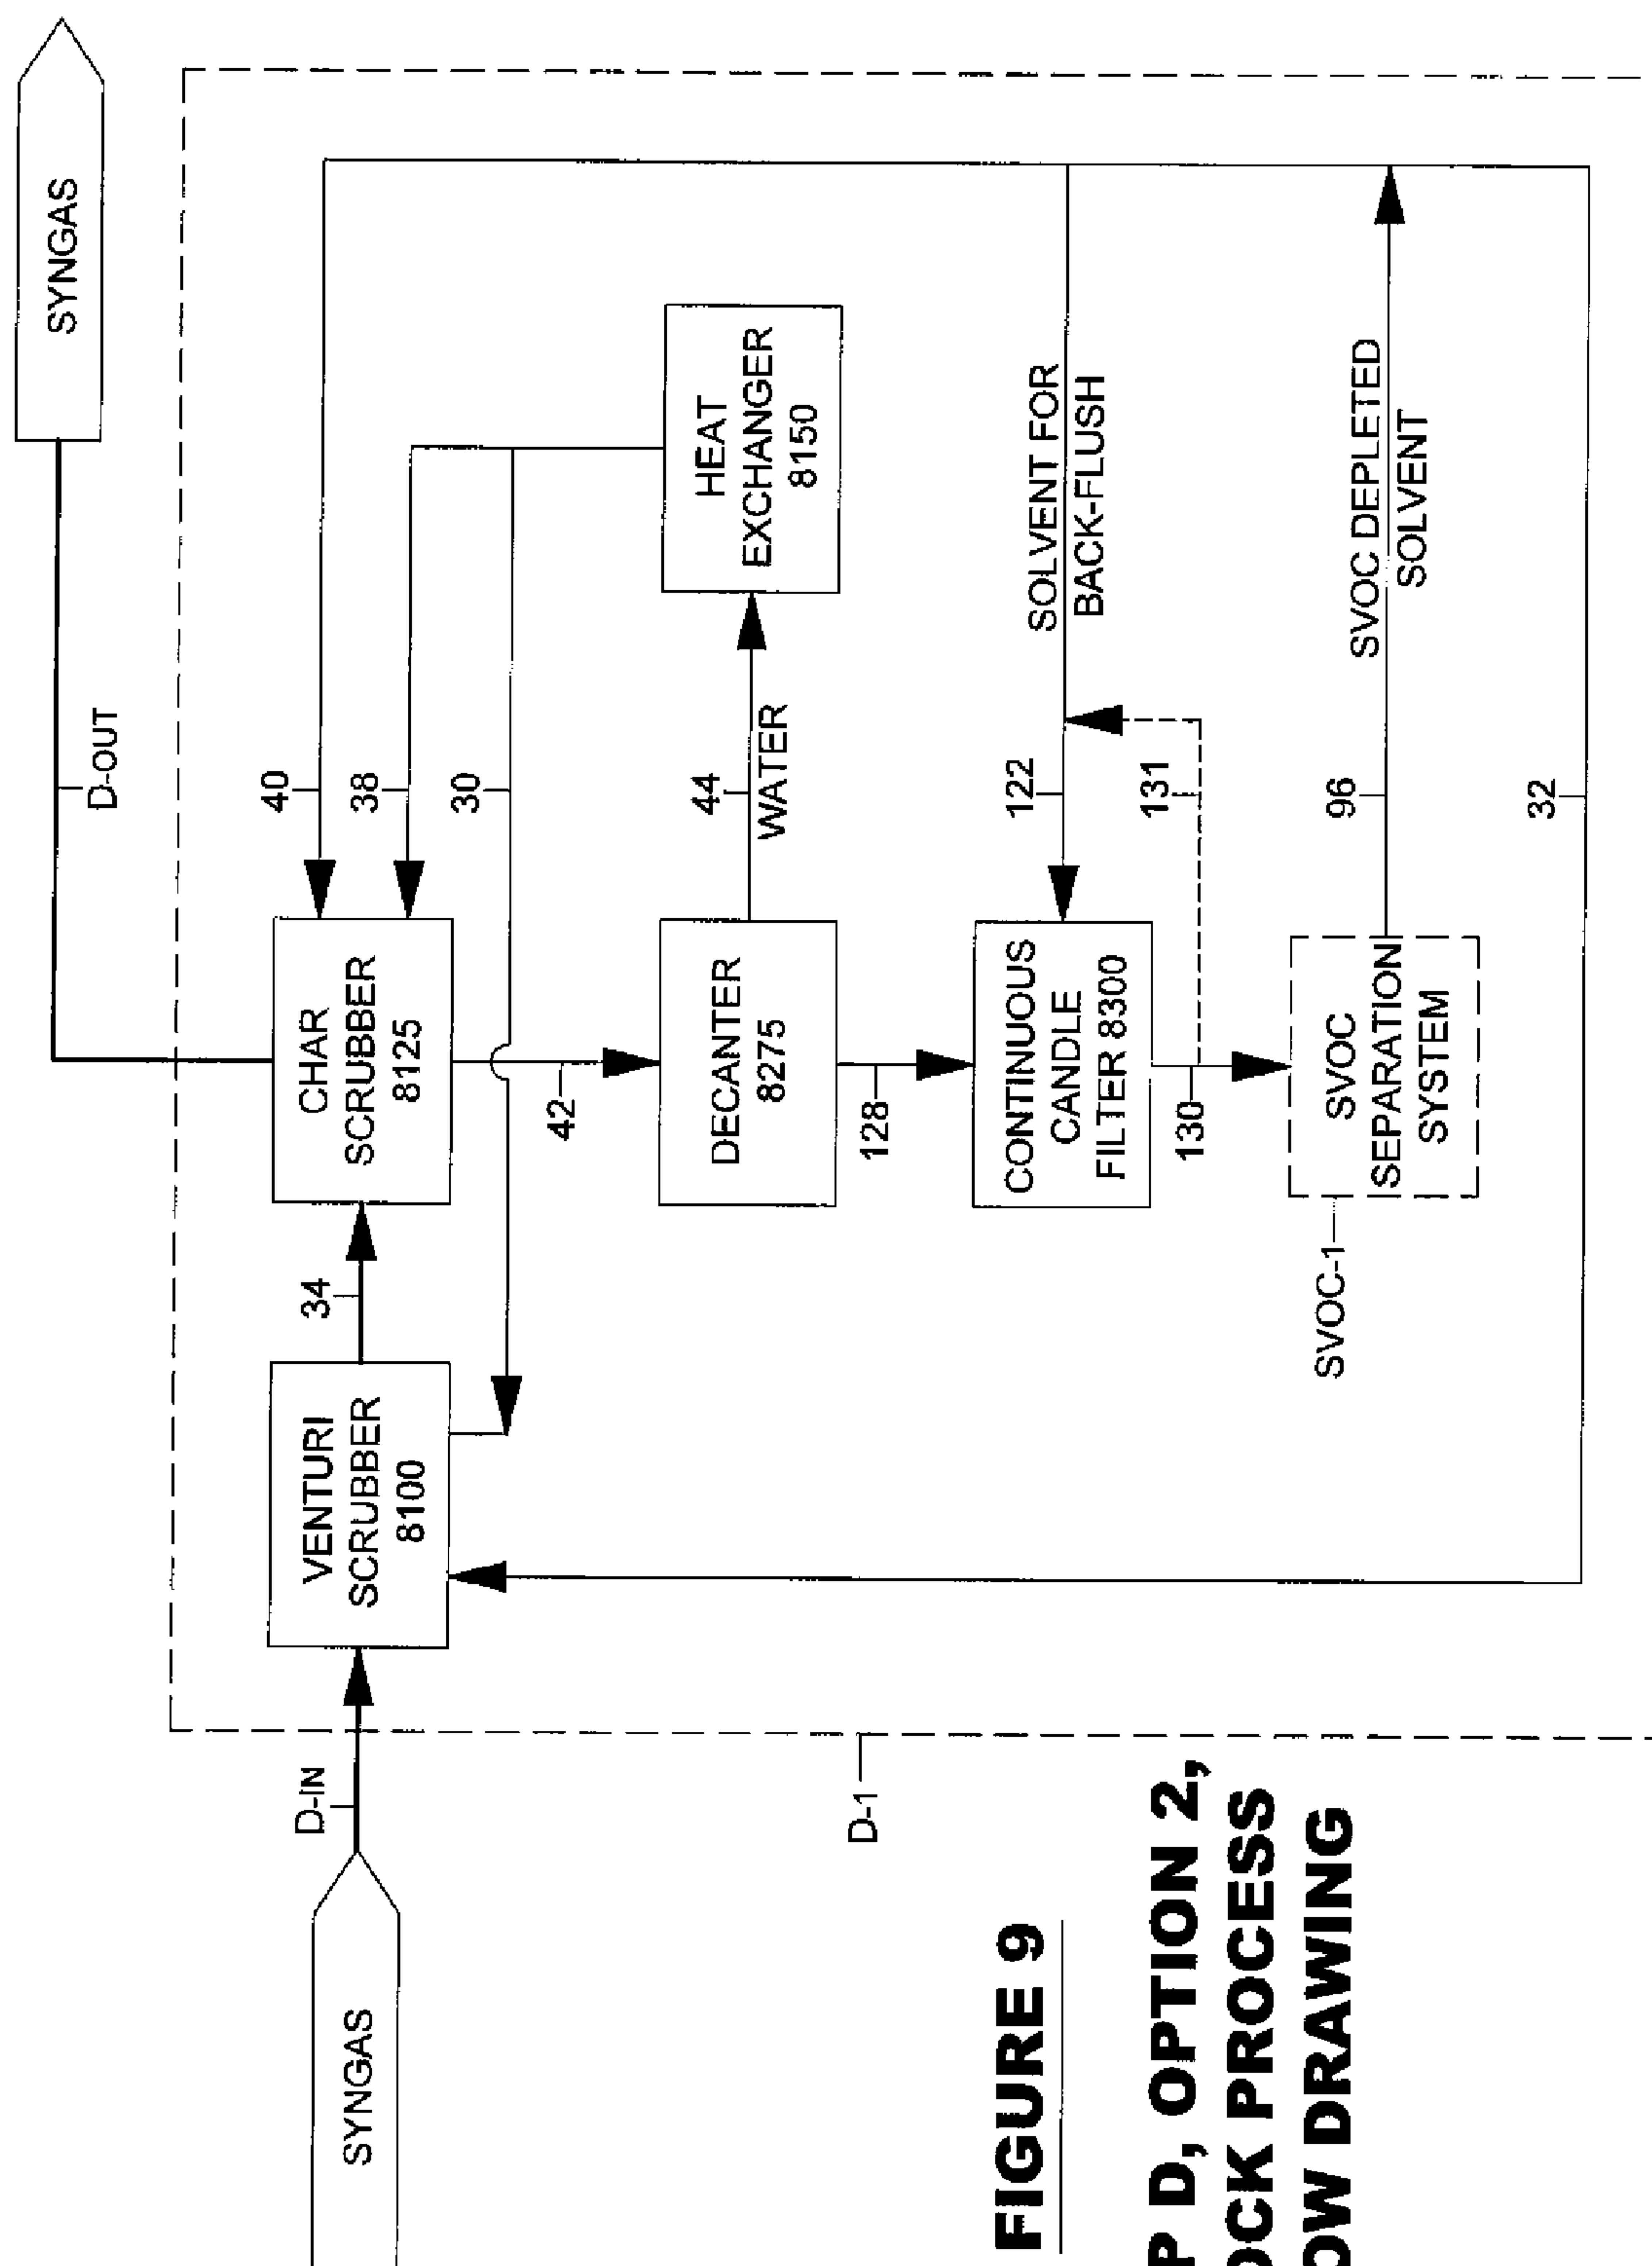 SYNGAS
D-OUT
SYNGAS
D-IN
VENTURI
SCRUBBER
8100
34
CHAR
SCRUBBER
8125
40
38
30
42
DECANTER
8275
44
WATER
HEAT
EXCHANGER
8150
128
CONTINUOUS
CANDLE
FILTER 8300
122
SOLVENT FOR
BACK-FLUSH
131
130
SVOC-1
SVOC
SEPARATION
SYSTEM
96
SVOC DEPLETED
SOLVENT
32
D-1
FIGURE 9
P D, OPTION 2,
OCK PROCESS
OW DRAWING